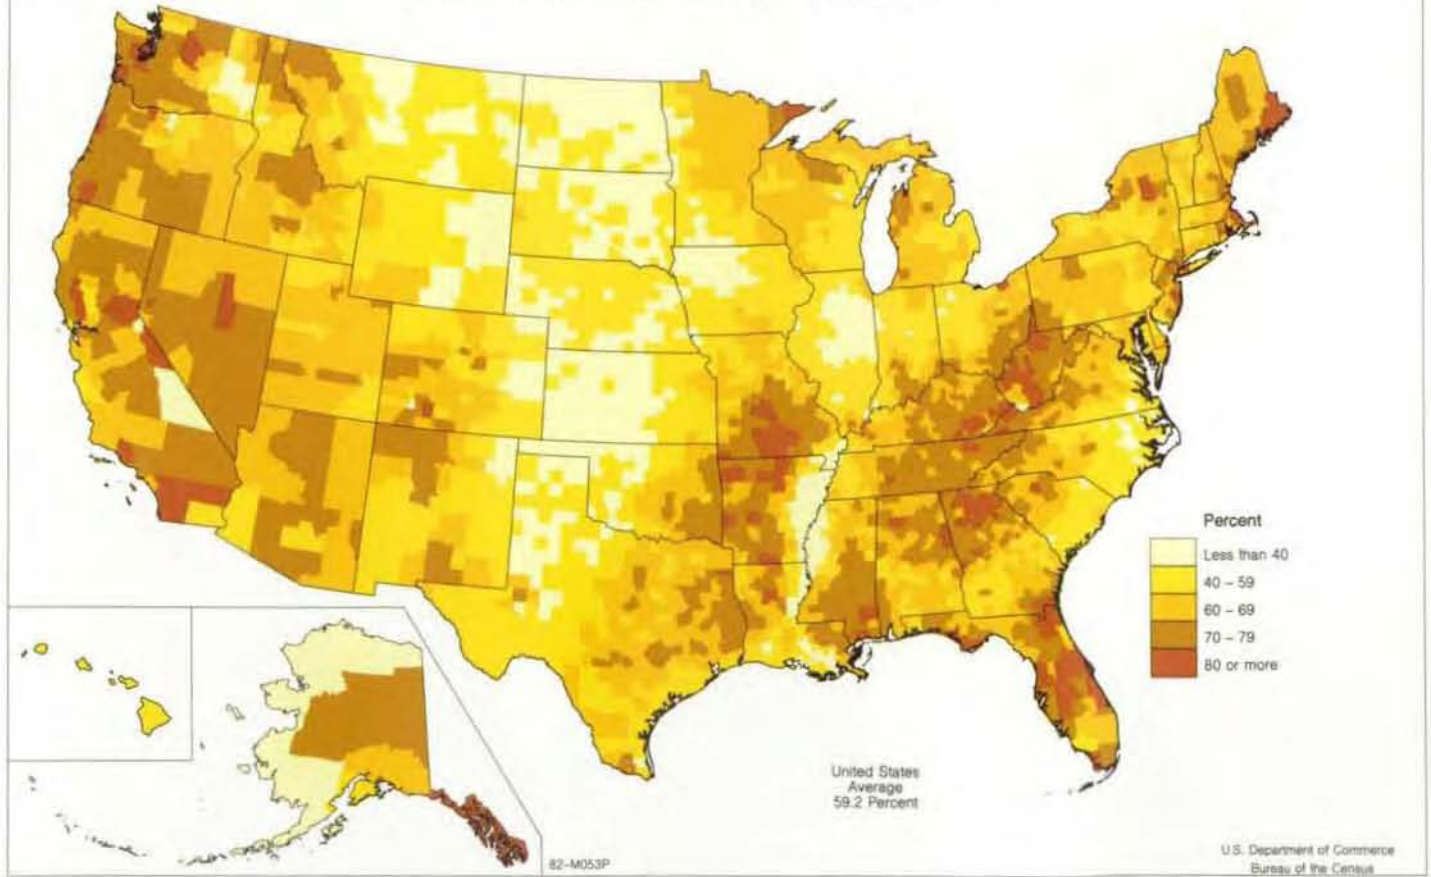 Percent
Less than 40
40 – 59
60 – 69
70 – 79
80 or more
United States
Average
59.2 Percent
82-M053P
U.S. Department of Commerce
Bureau of the Census